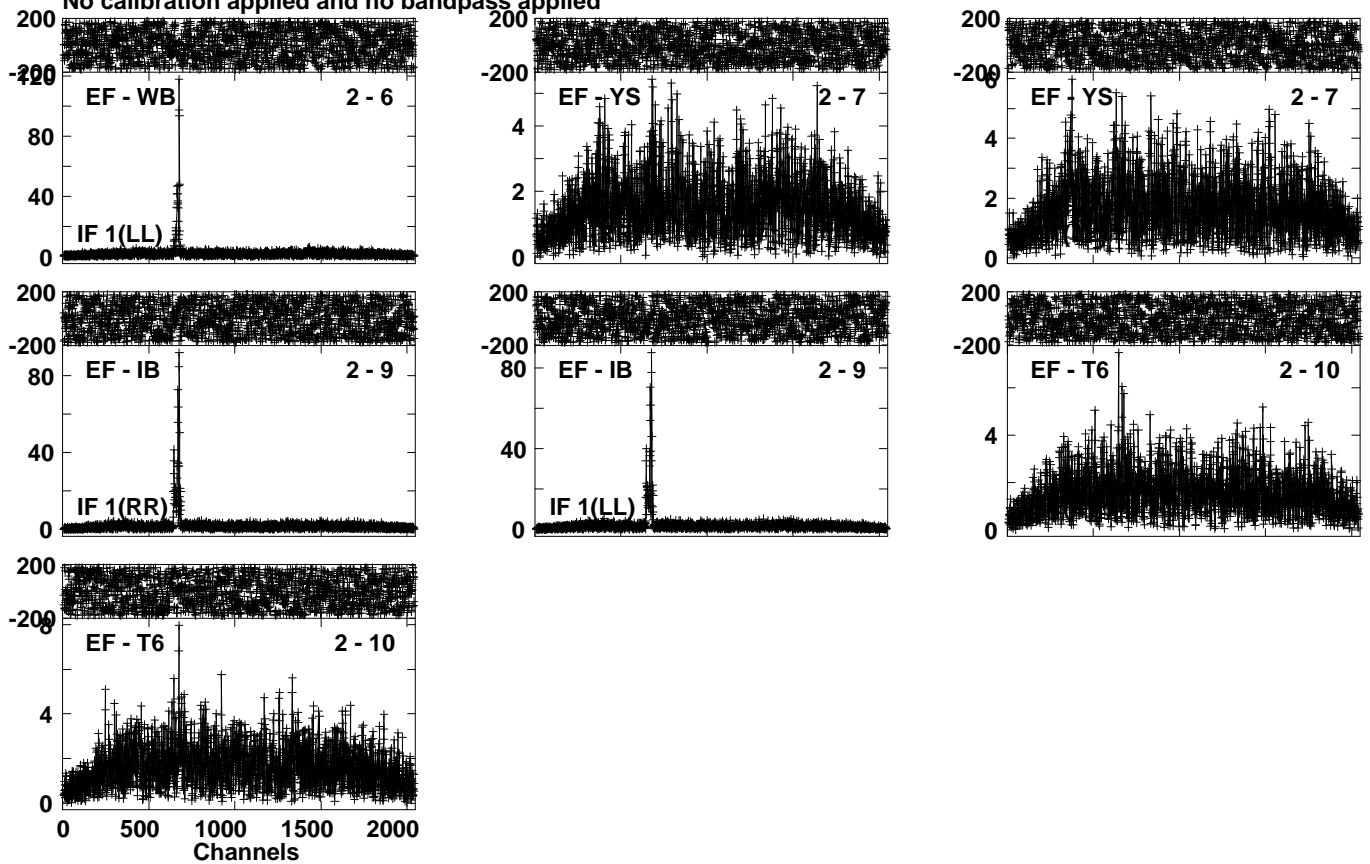 No calibration applied and no bandpass applied
200 200 200
-200 -200 -200
120 6
EF - WB 2 - 6 EF - YS 2 - 7 EF - YS 2 - 7
80 4 4
40 2 2
IF 1(LL)
0 0 0
200 200 200
-200 -200 -200
EF - IB 2 - 9 EF - IB 2 - 9 EF - T6 2 - 10
80 80
40 40 4
IF 1(RR) IF 1(LL)
0 0 0
200
-200
8
EF - T6 2 - 10
4
0
0 500 1000 1500 2000
Channels